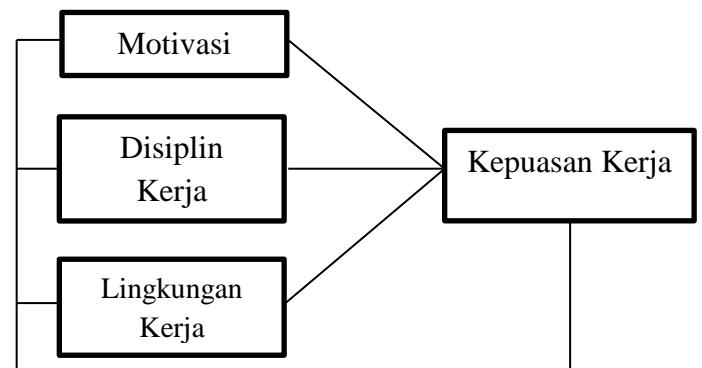 Motivasi
Disiplin
Kerja
Kepuasan Kerja
Lingkungan
Kerja